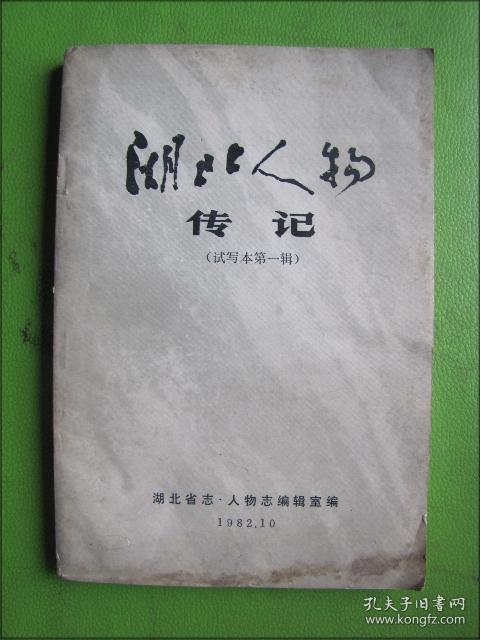 湖北人物
传记
（试写本第一辑）
湖北省志·人物志编辑室编
1982.10
孔夫子旧书网
www.kongfz.com